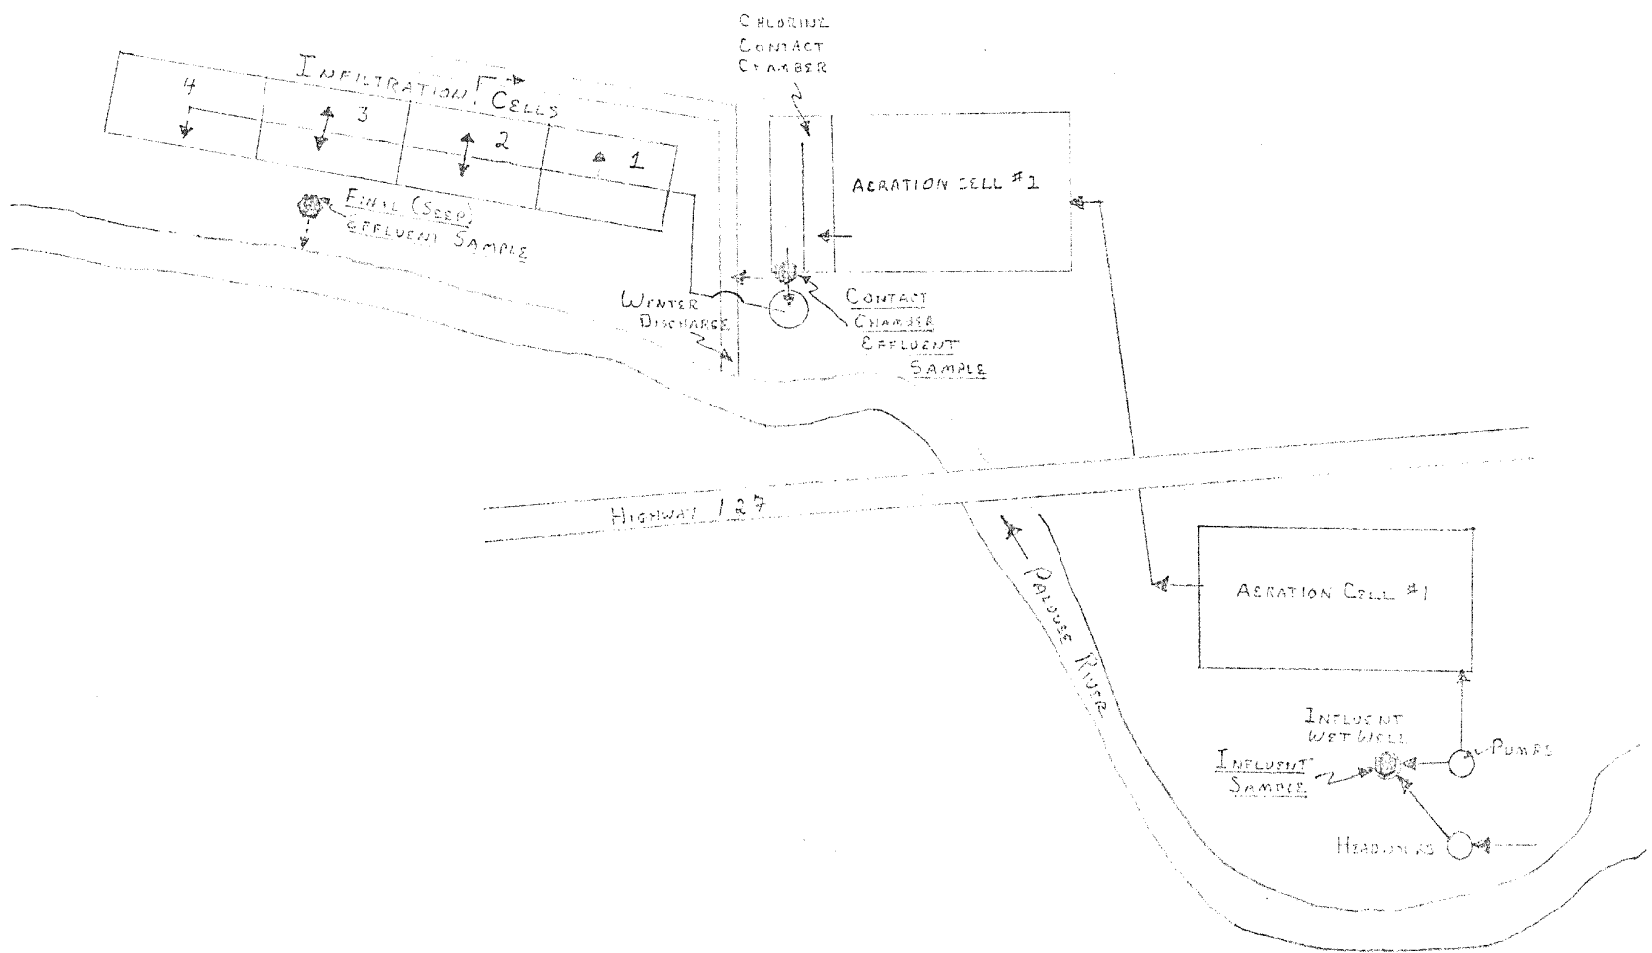 CHLORINE
CONTACT
CHAMBER
INFILTRATION CELLS
4
3
2
1
AERATION CELL #2
FINAL (SEEP)
EFFLUENT SAMPLE
WINTER
DISCHARGE
CONTACT
CHAMBER
EFFLUENT
SAMPLE
HIGHWAY 127
PALOUSE RIVER
AERATION CELL #1
INFLUENT
WET WELL
PUMPS
INFLUENT
SAMPLE
HEADWORKS